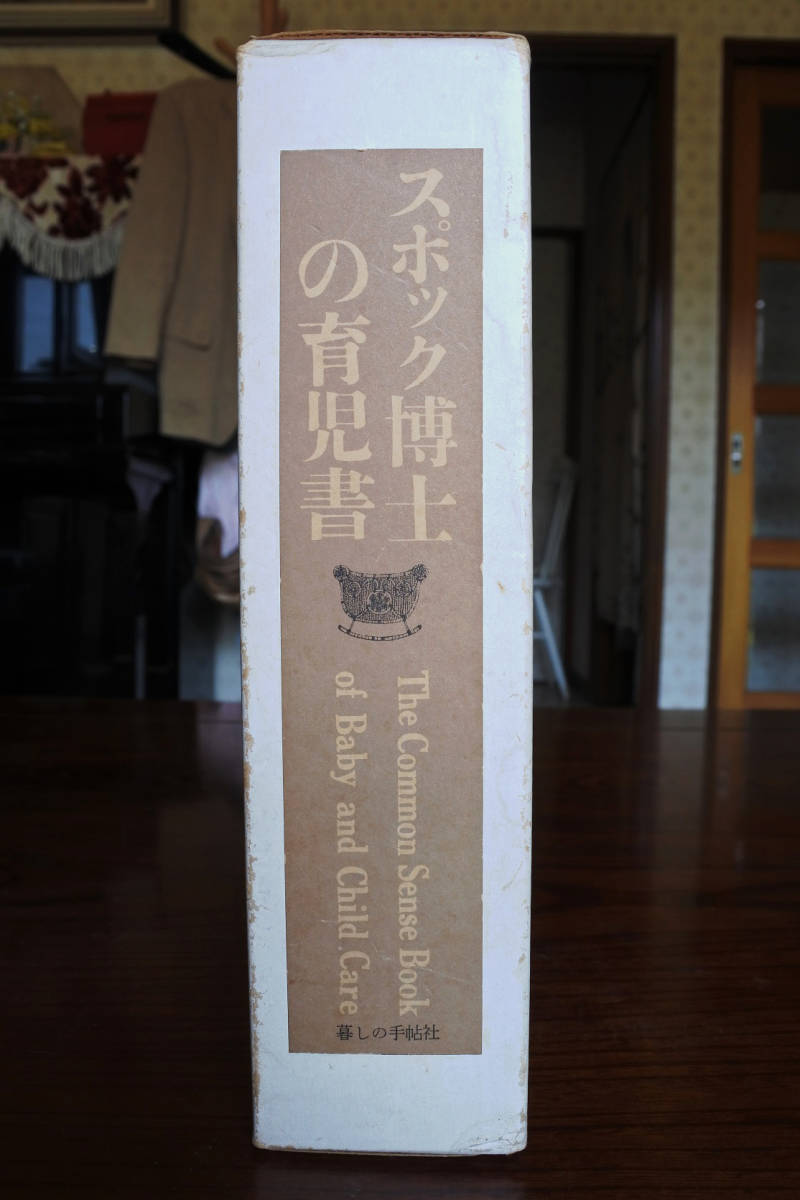 スポック博士
の育児書
The Common Sense Book
of Baby and Child Care
暮しの手帖社